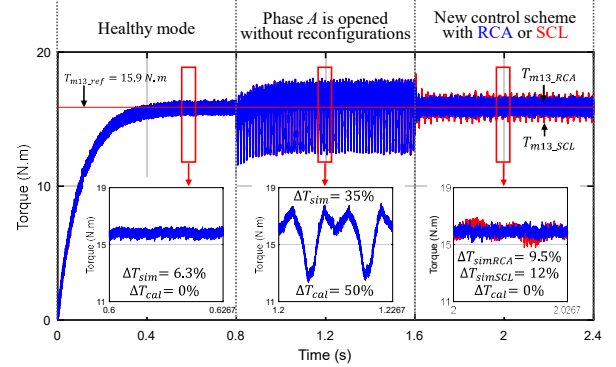 Healthy mode
Phase A is opened
without reconfigurations
New control scheme
with RCA or SCL
20
10
0
Torque (N.m)
T_m13_ref = 15.9 N.m
T_m13_RCA
T_m13_SCL
19
15
11
Torque (N.m)
ΔT_sim = 6.3%
ΔT_cal = 0%
0.6
0.6267
19
15
11
Torque (N.m)
ΔT_sim = 35%
ΔT_cal = 50%
1.2
1.2267
19
15
11
Torque (N.m)
ΔT_simRCA = 9.5%
ΔT_simSCL = 12%
ΔT_cal = 0%
2
2.0267
0
0.4
0.8
1.2
1.6
2
2.4
Time (s)